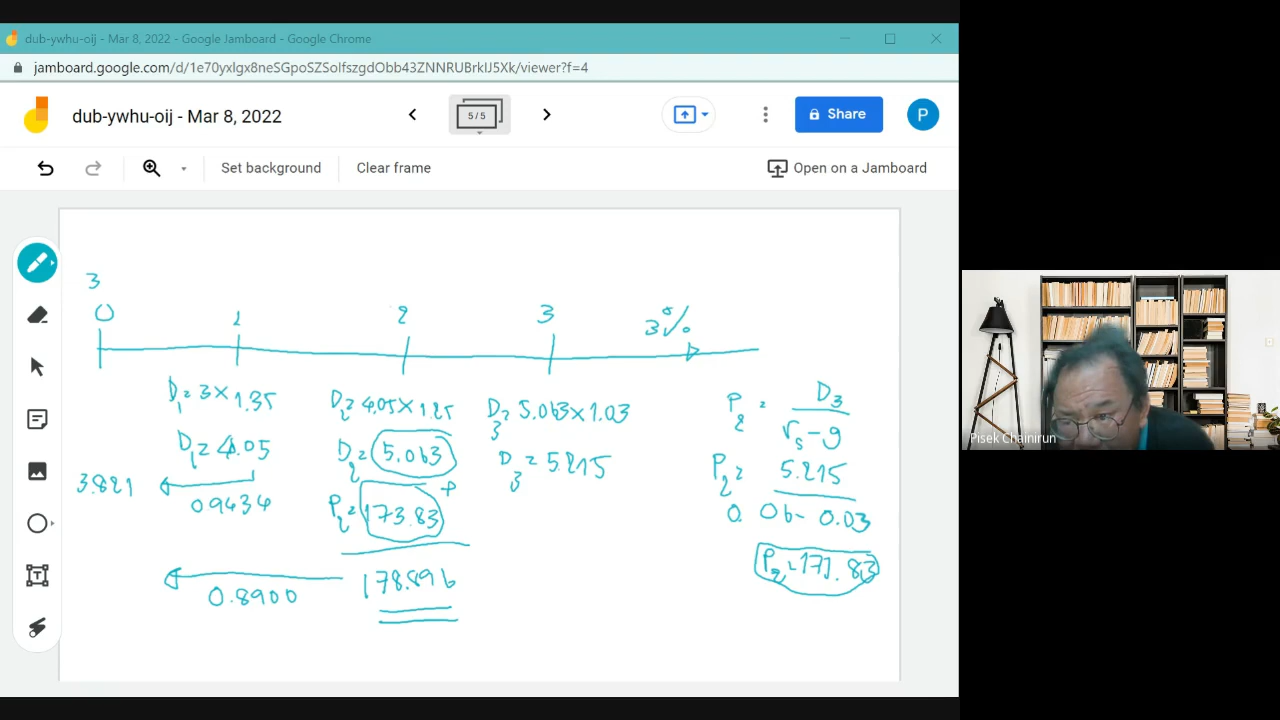 dub-ywhu-oij - Mar 8, 2022 - Google Jamboard - Google Chrome
jamboard.google.com/d/1e70yxlgx8neSGpoSZSolfszgdObb43ZNNRUBrkIJ5Xk/viewer?f=4
dub-ywhu-oij - Mar 8, 2022
5 / 5
Share
P
Set background
Clear frame
Open on a Jamboard
3
0 1 2 3 3%
D1 = 3 × 1.35
D2 = 4.05 × 1.25
D3 = 5.063 × 1.03
P2 = D3 / rs - g
D1 = 4.05
D2 = 5.063
D3 = 5.215
P2 = 5.215 / 0.06 - 0.03
3.821
0.9434
P2 = 173.83 +
P2 = 173.83
0.8900
178.896
Pisek Chainirun